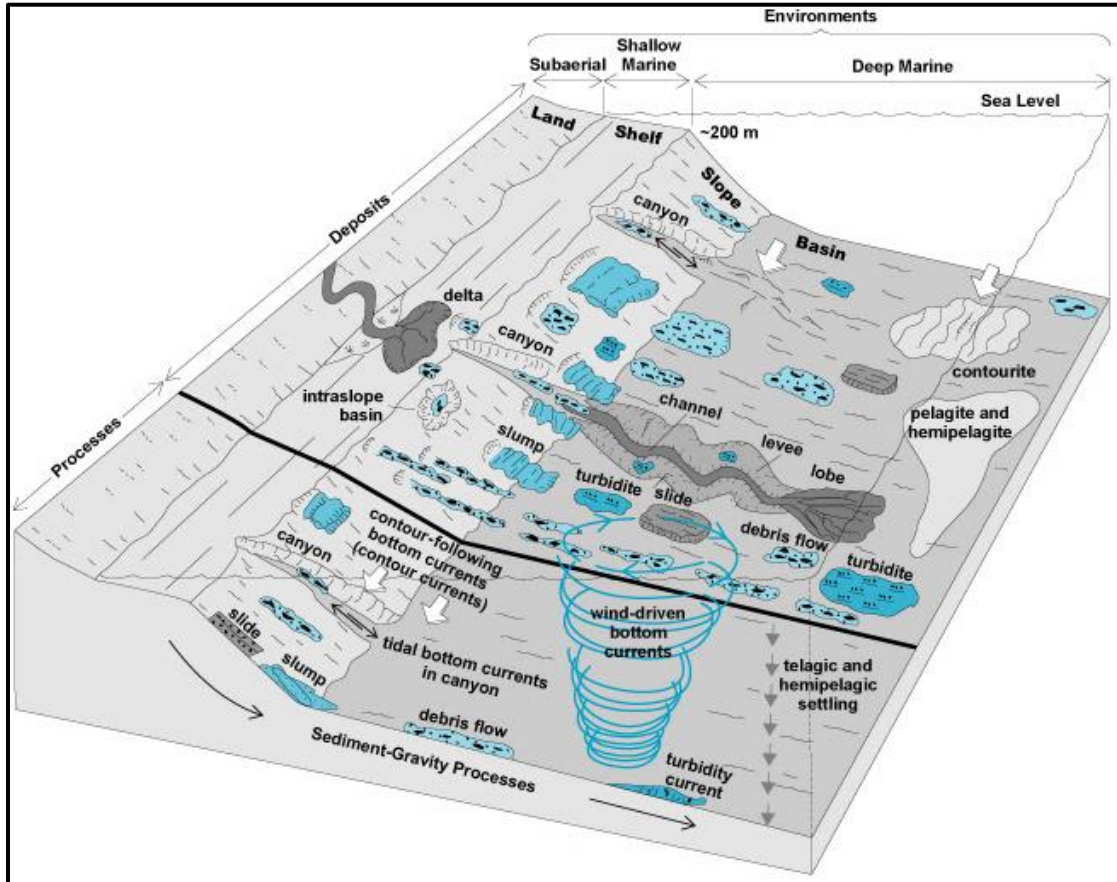 Environments
Shallow
Subaerial
Marine
Deep Marine
Sea Level
Land
Shelf
~200 m
Slope
canyon
Basin
Deposits
delta
canyon
contourite
intraslope
basin
channel
pelagite and
hemipelagite
Processes
levee
slump
lobe
turbidite
slide
debris flow
canyon
contour-following
bottom currents
(contour currents)
turbidite
wind-driven
bottom
currents
slide
tidal bottom currents
in canyon
telagic and
hemipelagic
settling
slump
debris flow
Sediment-Gravity Processes
turbidity
current